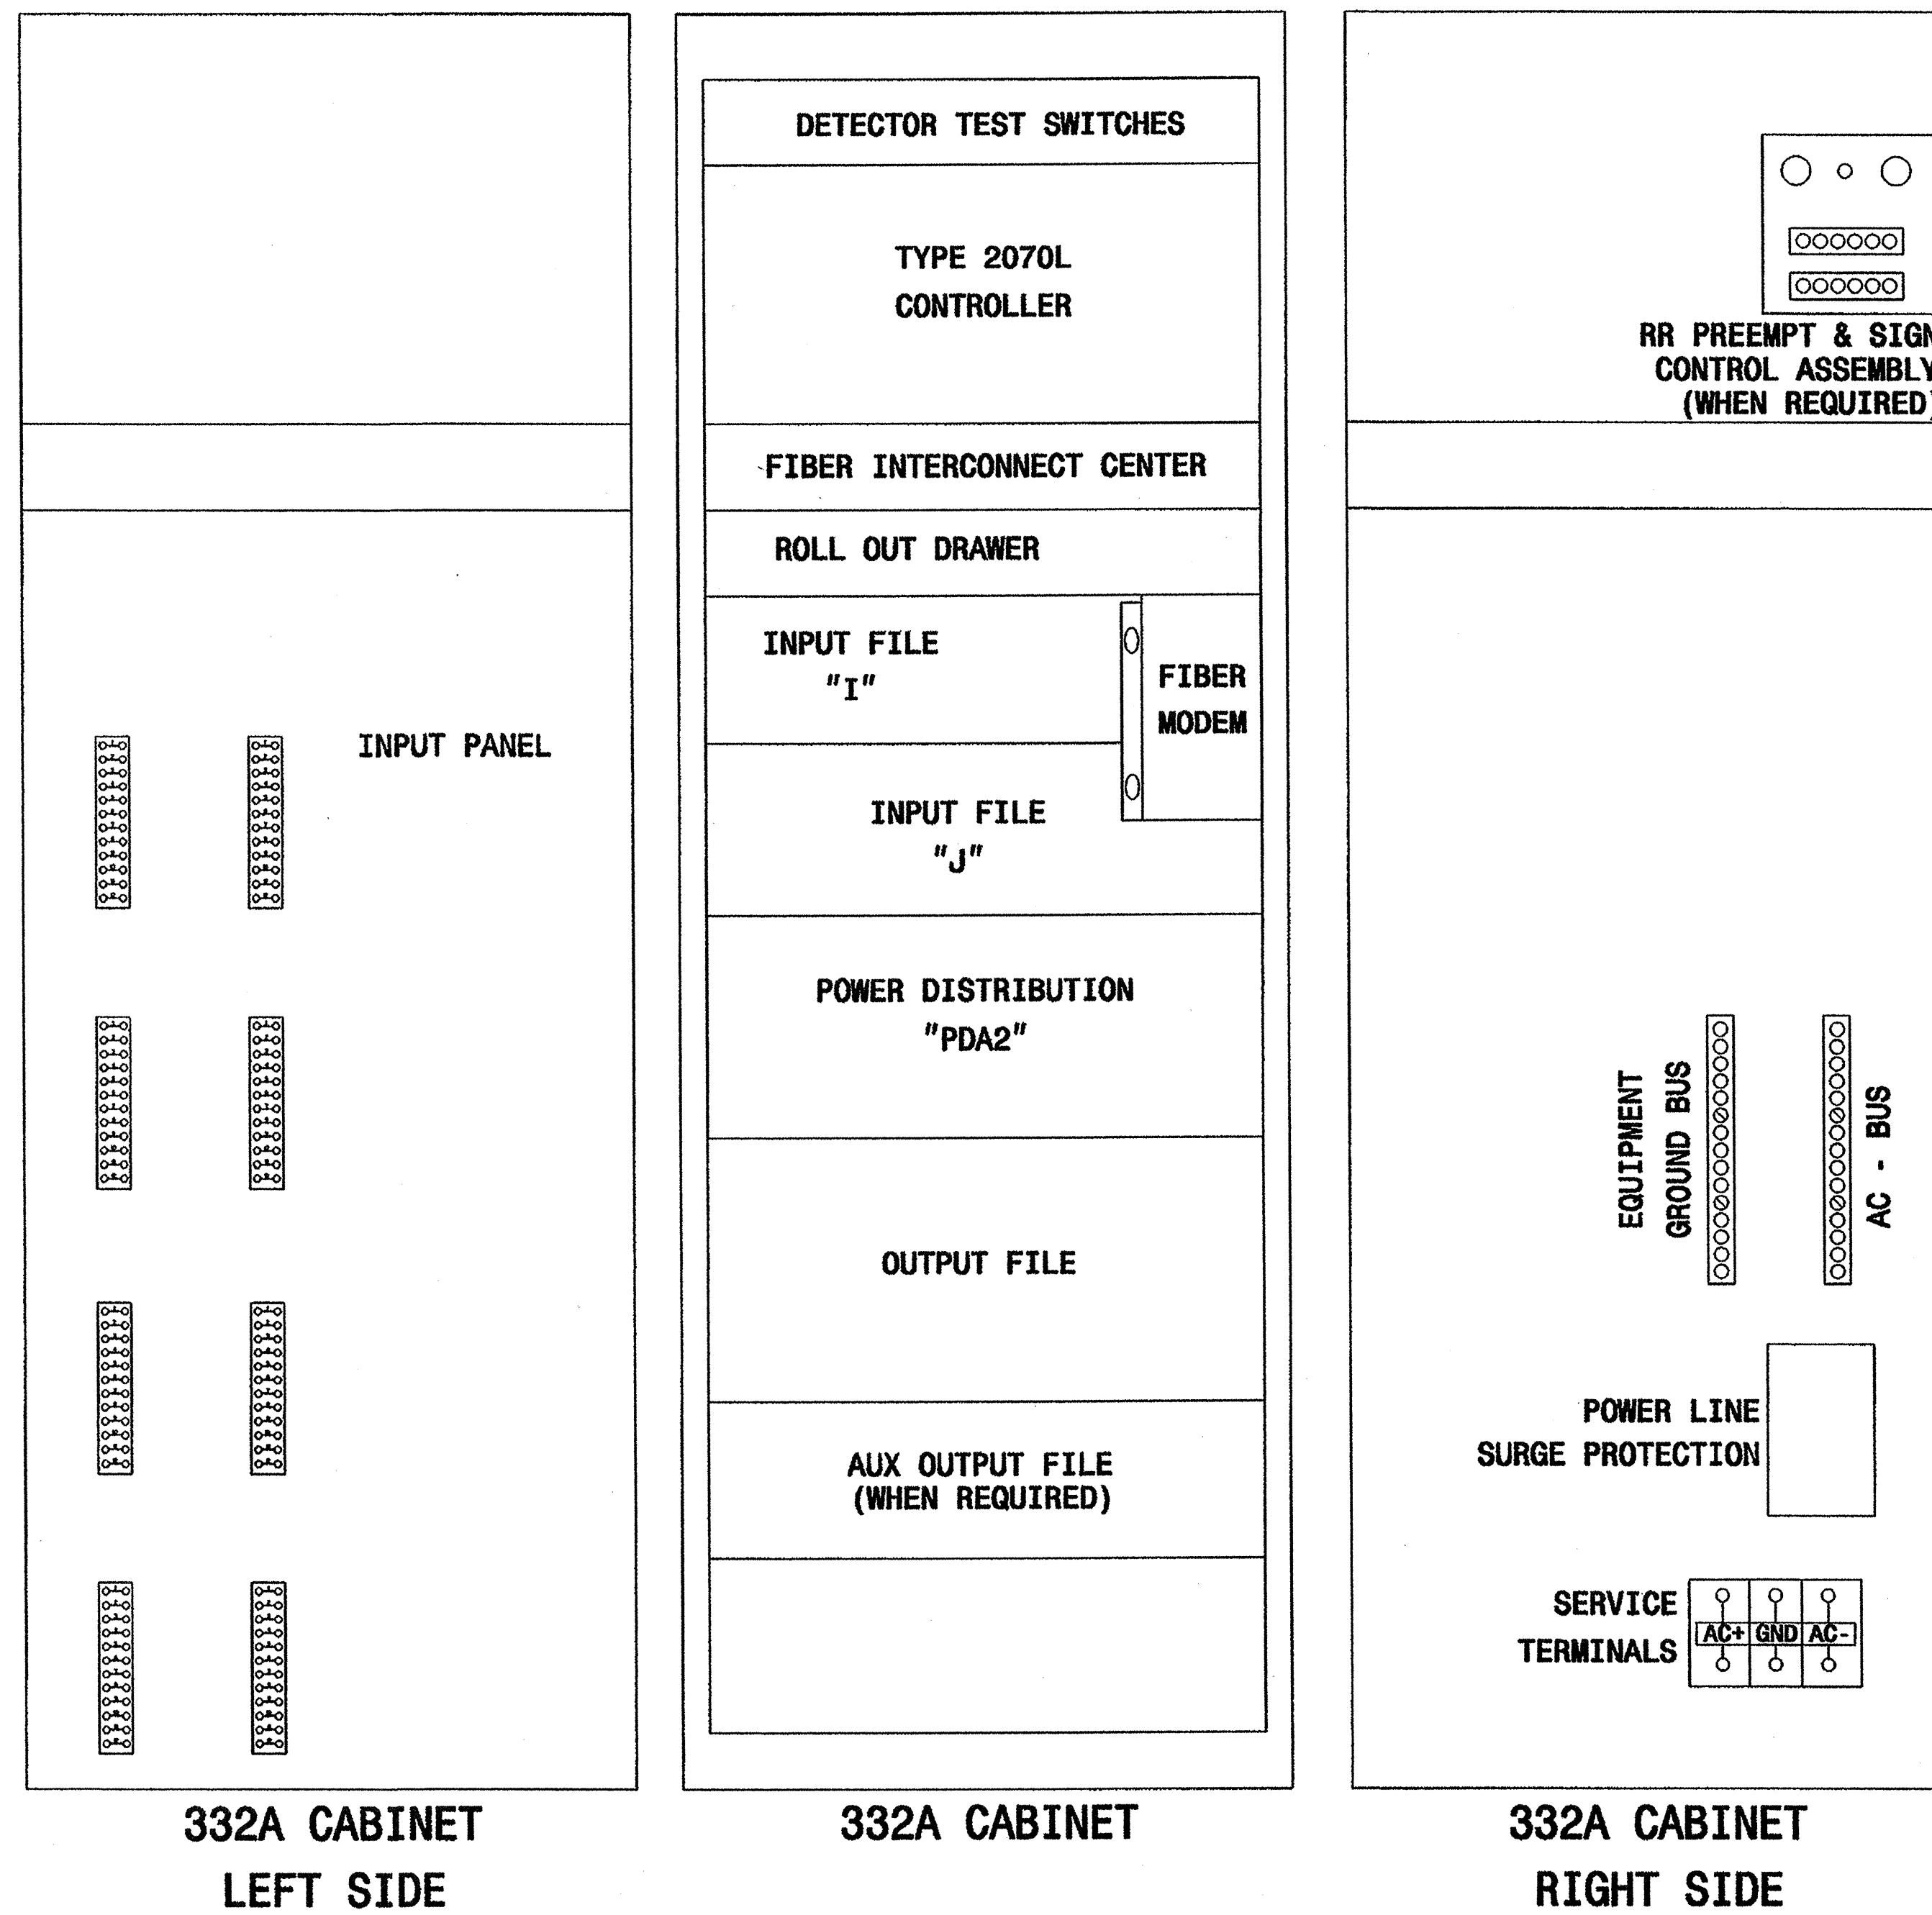 INPUT PANEL
332A CABINET
LEFT SIDE
DETECTOR TEST SWITCHES
TYPE 2070L
CONTROLLER
FIBER INTERCONNECT CENTER
ROLL OUT DRAWER
INPUT FILE
"I"
FIBER
MODEM
INPUT FILE
"J"
POWER DISTRIBUTION
"PDA2"
OUTPUT FILE
AUX OUTPUT FILE
(WHEN REQUIRED)
332A CABINET
RR PREEMPT & SIGN
CONTROL ASSEMBLY
(WHEN REQUIRED)
EQUIPMENT
GROUND BUS
AC - BUS
POWER LINE
SURGE PROTECTION
SERVICE
TERMINALS
AC+ GND AC-
332A CABINET
RIGHT SIDE